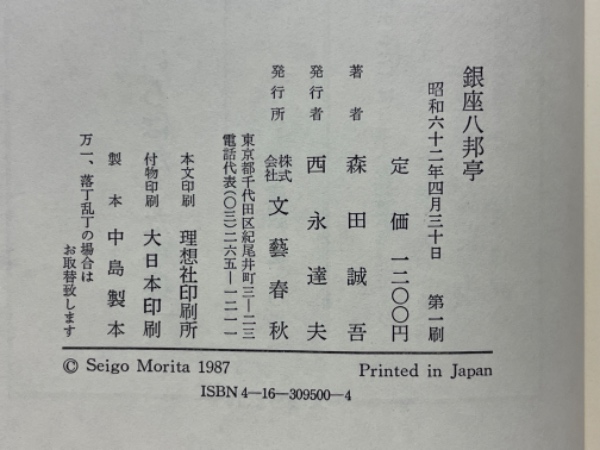 銀座八邦亭
昭和六十二年四月三十日　第一刷
定価　一二〇〇円
著者　森田誠吾
発行者　西永達夫
発行所　株式会社文藝春秋
東京都千代田区紀尾井町三―二三
電話代表(〇三)二六五―一二一一
本文印刷　理想社印刷所
付物印刷　大日本印刷
製本　中島製本
万一、落丁乱丁の場合は
お取替致します
© Seigo Morita 1987　Printed in Japan
ISBN4―16―309500―4